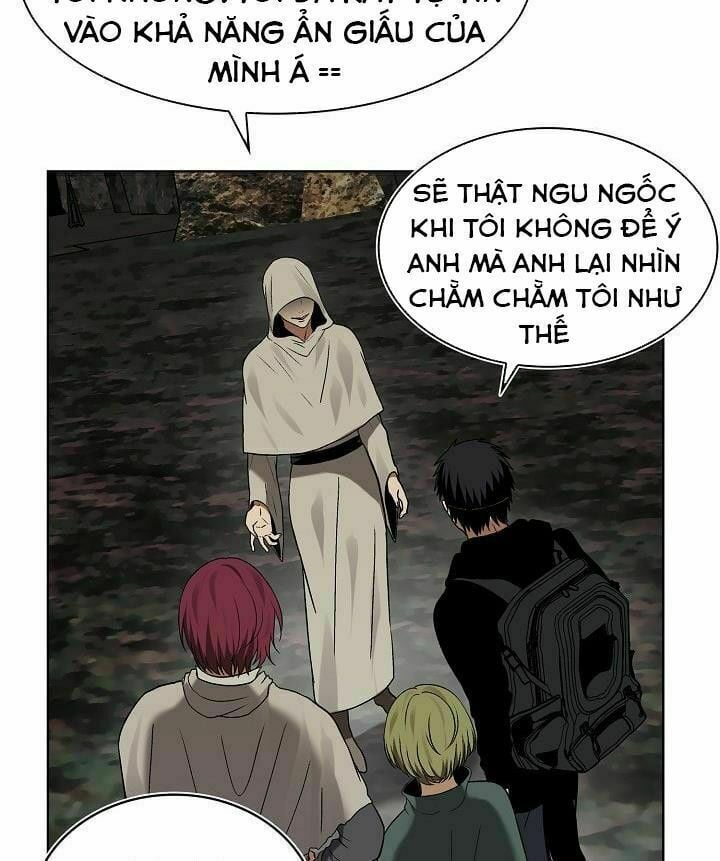 VÀO KHẢ NĂNG ẨN GIẤU CỦA
MÌNH Á ==
SẼ THẬT NGU NGỐC
KHI TÔI KHÔNG ĐỂ Ý
ANH MÀ ANH LẠI NHÌN
CHẰM CHẰM TÔI NHƯ
THẾ